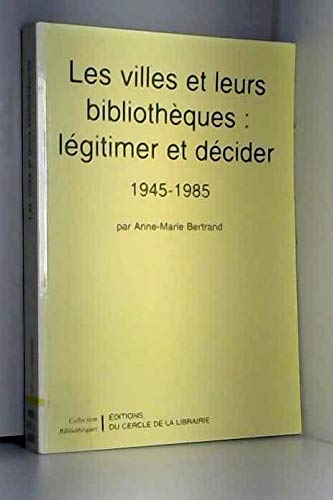 Les villes et leurs
bibliothèques :
légitimer et décider
1945-1985
par Anne-Marie Bertrand
Collection
Bibliothèques
ÉDITIONS
DU CERCLE DE LA LIBRAIRIE